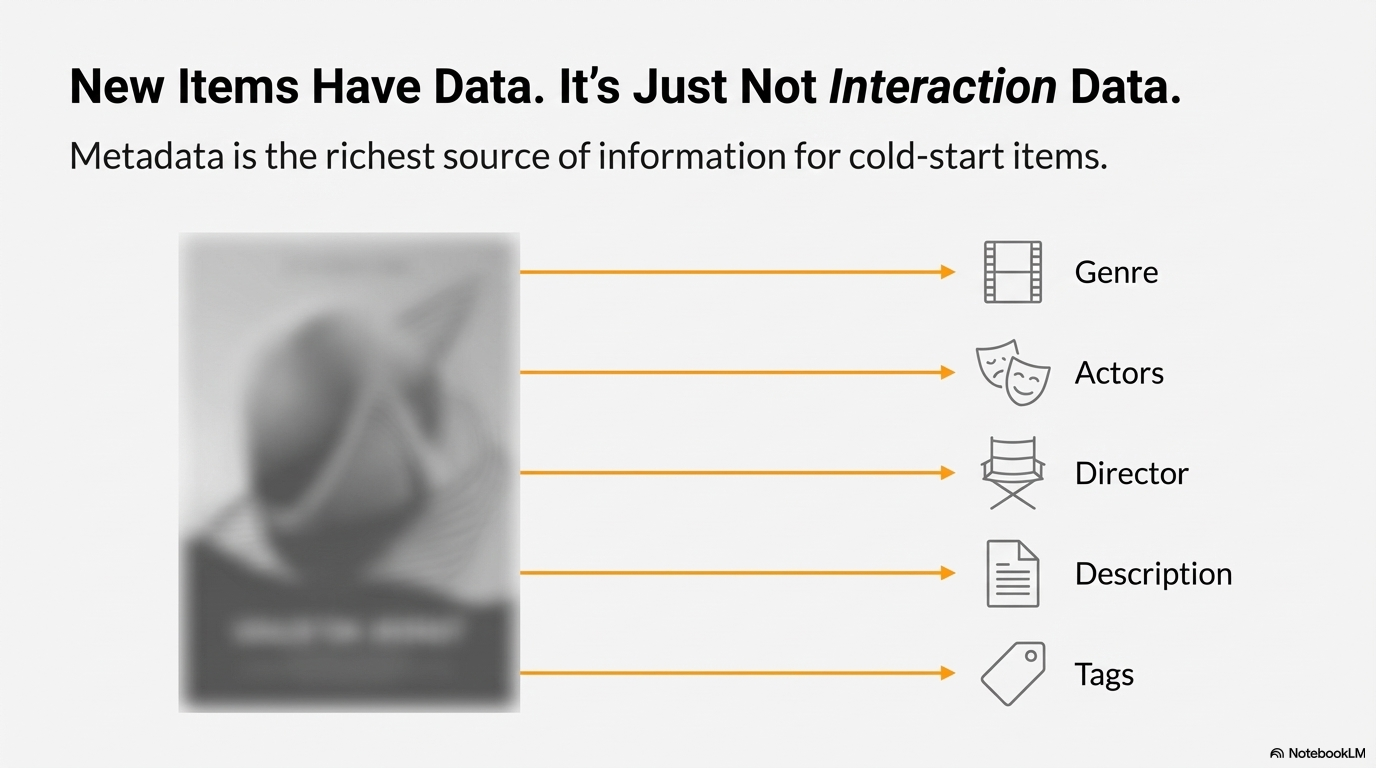 New Items Have Data. It's Just Not Interaction Data.
Metadata is the richest source of information for cold-start items.
Genre
Actors
Director
Description
Tags
NotebookLM